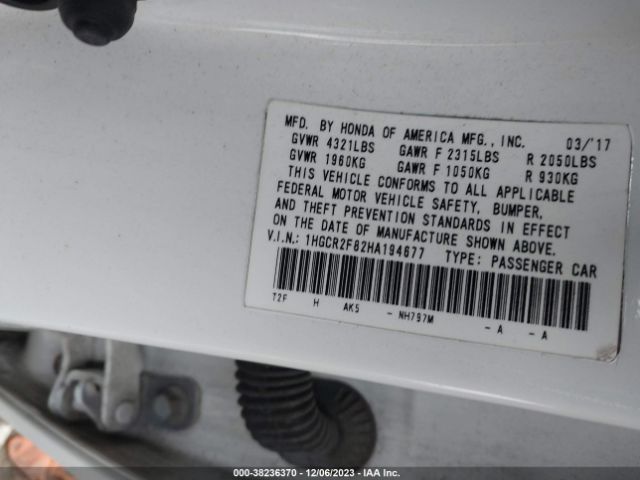 MFD. BY HONDA OF AMERICA MFG., INC. 03/'17
GVWR 4321LBS GAWR F 2315LBS R 2050LBS
GVWR 1960KG GAWR F 1050KG R 930KG
THIS VEHICLE CONFORMS TO ALL APPLICABLE
FEDERAL MOTOR VEHICLE SAFETY, BUMPER,
AND THEFT PREVENTION STANDARDS IN EFFECT
ON THE DATE OF MANUFACTURE SHOWN ABOVE.
V.I.N.: 1HGCR2F82HA194677 TYPE: PASSENGER CAR
T2F H AK5 - NH797M - A - A
000-38236370 - 12/06/2023 - IAA Inc.